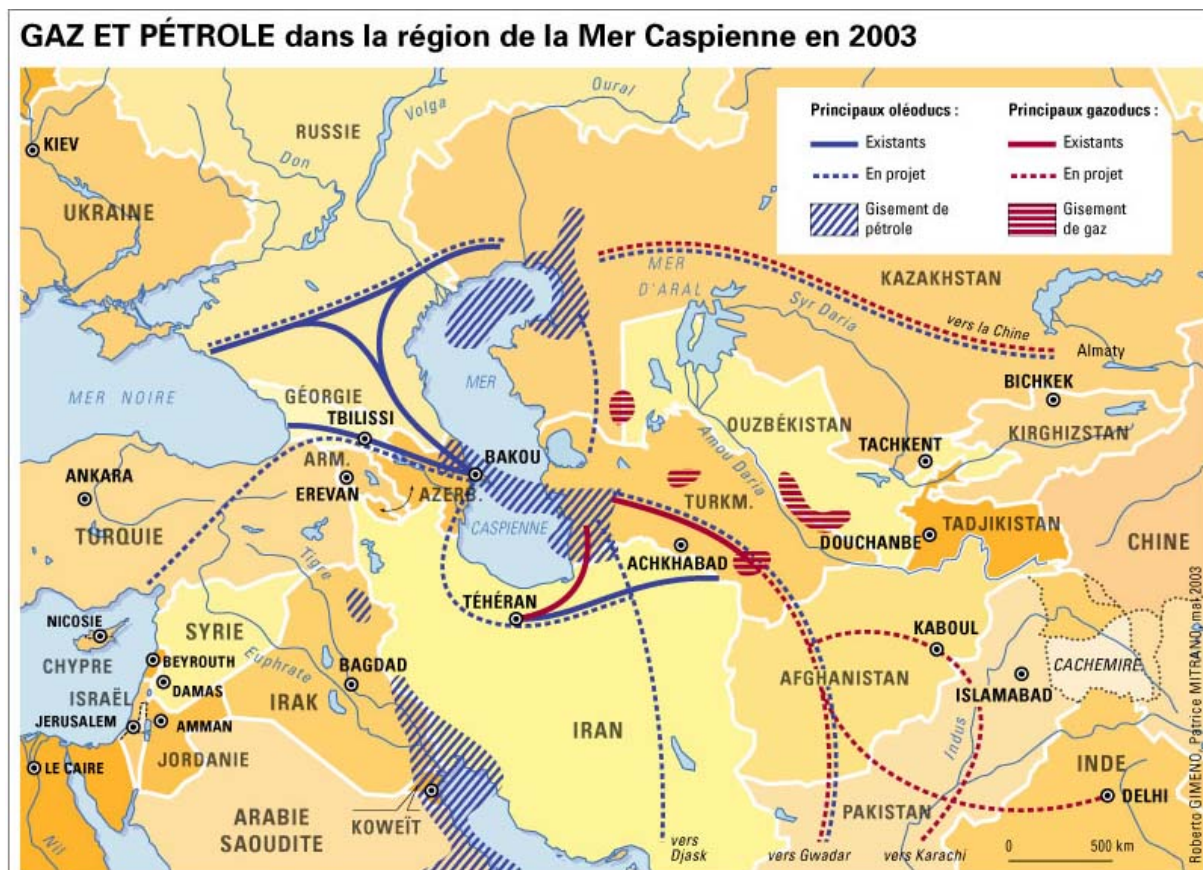 GAZ ET PÉTROLE dans la région de la Mer Caspienne en 2003
Principaux oléoducs :
Existants
En projet
Gisement de
pétrole
Principaux gazoducs :
Existants
En projet
Gisement
de gaz
KIEV
UKRAINE
RUSSIE
Don
Volga
Oural
MER
D'ARAL
KAZAKHSTAN
Syr Daria
vers la Chine
Almaty
BICHKEK
KIRGHIZSTAN
MER NOIRE
GÉORGIE
TBILISSI
MER
CASPIENNE
OUZBÉKISTAN
Amou Daria
TACHKENT
ANKARA
TURQUIE
ARM.
EREVAN
AZERB.
BAKOU
TURKM.
ACHKHABAD
DOUCHANBE
TADJIKISTAN
CHINE
NICOSIE
CHYPRE
SYRIE
Tigre
Euphrate
TÉHÉRAN
KABOUL
CACHEMIRE
BEYROUTH
DAMAS
ISRAËL
JERUSALEM
AMMAN
JORDANIE
BAGDAD
IRAK
IRAN
AFGHANISTAN
ISLAMABAD
Indus
LE CAIRE
Nil
ARABIE
SAOUDITE
KOWEÏT
PAKISTAN
INDE
DELHI
vers
Djask
vers Gwadar
vers Karachi
0 500 km
Roberto GIMENO, Patrice MITRANO, mai 2003